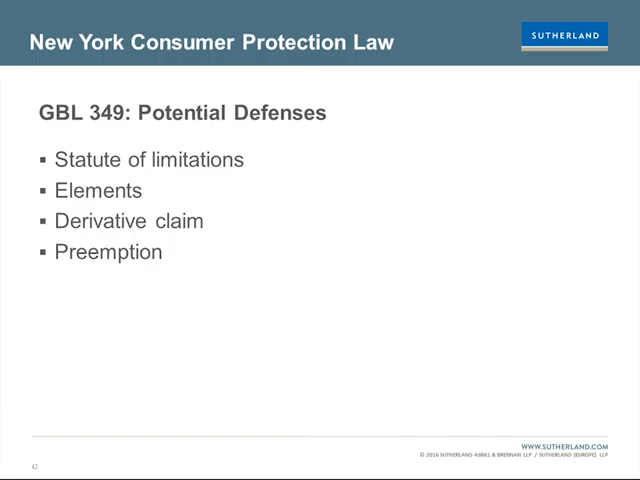 New York Consumer Protection Law
SUTHERLAND
GBL 349: Potential Defenses
▪ Statute of limitations
▪ Elements
▪ Derivative claim
▪ Preemption
WWW.SUTHERLAND.COM
© 2016 SUTHERLAND ASBILL & BRENNAN LLP / SUTHERLAND (EUROPE) LLP
42